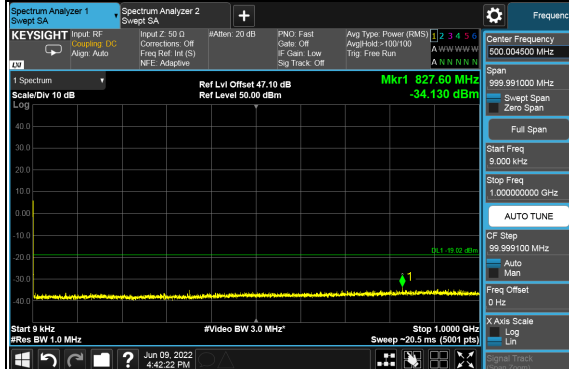 Spectrum Analyzer 1
Swept SA
Spectrum Analyzer 2
Swept SA
+
Frequenc
KEYSIGHT
Input: RF
Coupling: DC
Align: Auto
Input Z: 50 Ω
Corrections: Off
Freq Ref: Int (S)
NFE: Adaptive
#Atten: 20 dB
PNO: Fast
Gate: Off
IF Gain: Low
Sig Track: Off
Avg Type: Power (RMS)
Avg|Hold:>100/100
Trig: Free Run
1 2 3 4 5 6
A W W W W W
A N N N N N
LXI
1 Spectrum
Scale/Div 10 dB
Log
Ref Lvl Offset 47.10 dB
Ref Level 50.00 dBm
Mkr1 827.60 MHz
-34.130 dBm
40.0
30.0
20.0
10.0
0.00
-10.0
-20.0
-30.0
-40.0
DL1 -19.02 dBm
1
Start 9 kHz
#Res BW 1.0 MHz
#Video BW 3.0 MHz*
Stop 1.0000 GHz
Sweep ~20.5 ms (5001 pts)
Center Frequency
500.004500 MHz
Span
999.991000 MHz
Swept Span
Zero Span
Full Span
Start Freq
9.000 kHz
Stop Freq
1.000000000 GHz
AUTO TUNE
CF Step
99.999100 MHz
Auto
Man
Freq Offset
0 Hz
X Axis Scale
Log
Lin
Signal Track
(Span Zoom)
?
Jun 09, 2022
4:42:22 PM